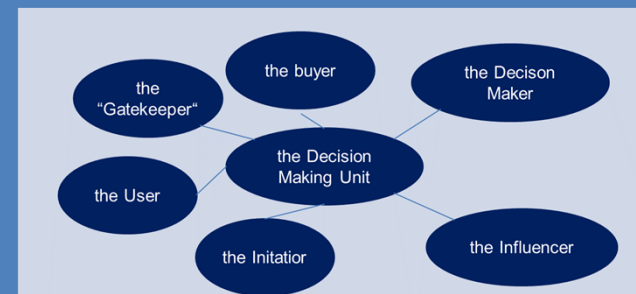 the buyer
the
“Gatekeeper“
the Decison
Maker
the Decision
Making Unit
the User
the Initatior
the Influencer